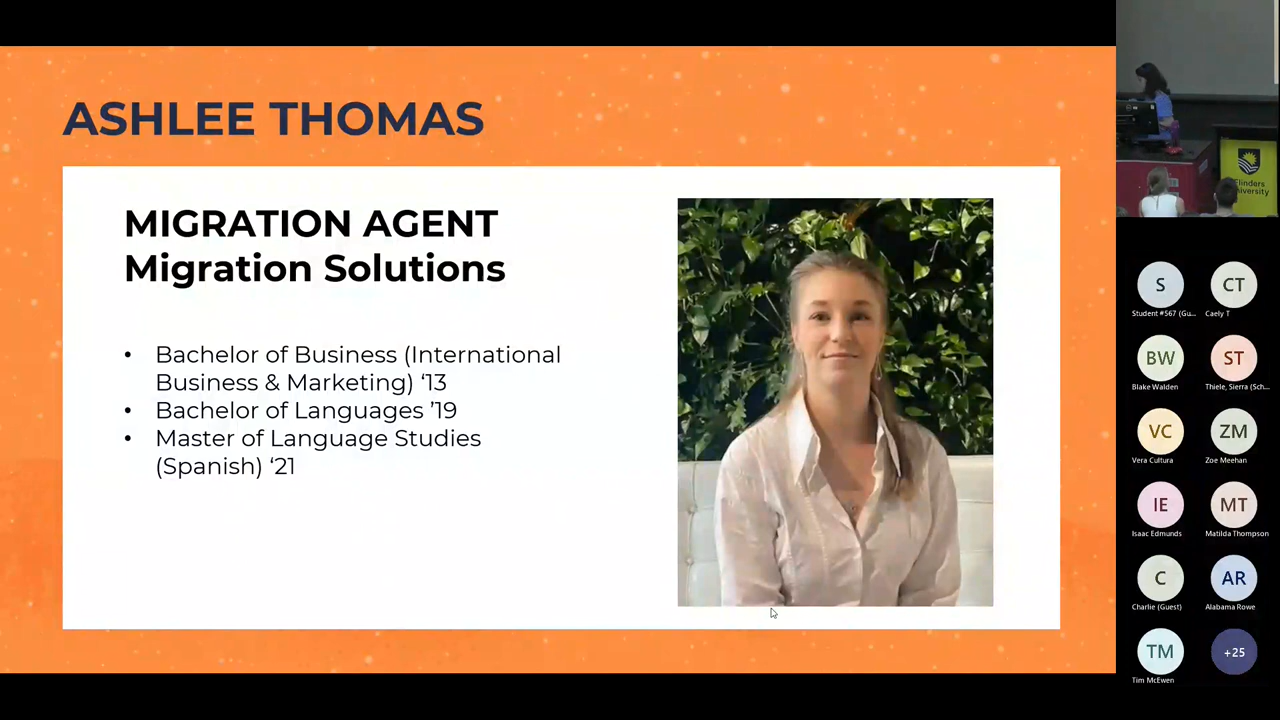 ASHLEE THOMAS
MIGRATION AGENT
Migration Solutions
• Bachelor of Business (International
Business & Marketing) ‘13
• Bachelor of Languages ’19
• Master of Language Studies
(Spanish) ‘21
Flinders
University
S
Student #567 (Gu...
CT
Caely T
BW
Blake Walden
ST
Thiele, Sierra (Sch...
VC
Vera Cultura
ZM
Zoe Meehan
IE
Isaac Edmunds
MT
Matilda Thompson
C
Charlie (Guest)
AR
Alabama Rowe
TM
Tim McEwen
+25